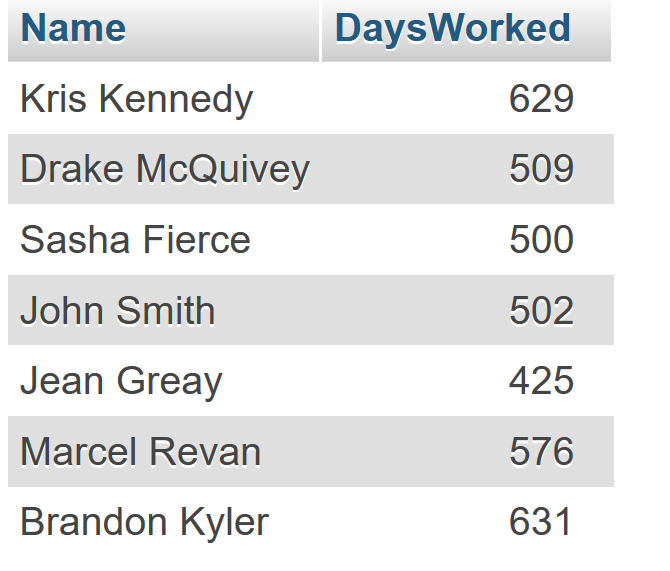 Name DaysWorked
Kris Kennedy 629
Drake McQuivey 509
Sasha Fierce 500
John Smith 502
Jean Greay 425
Marcel Revan 576
Brandon Kyler 631